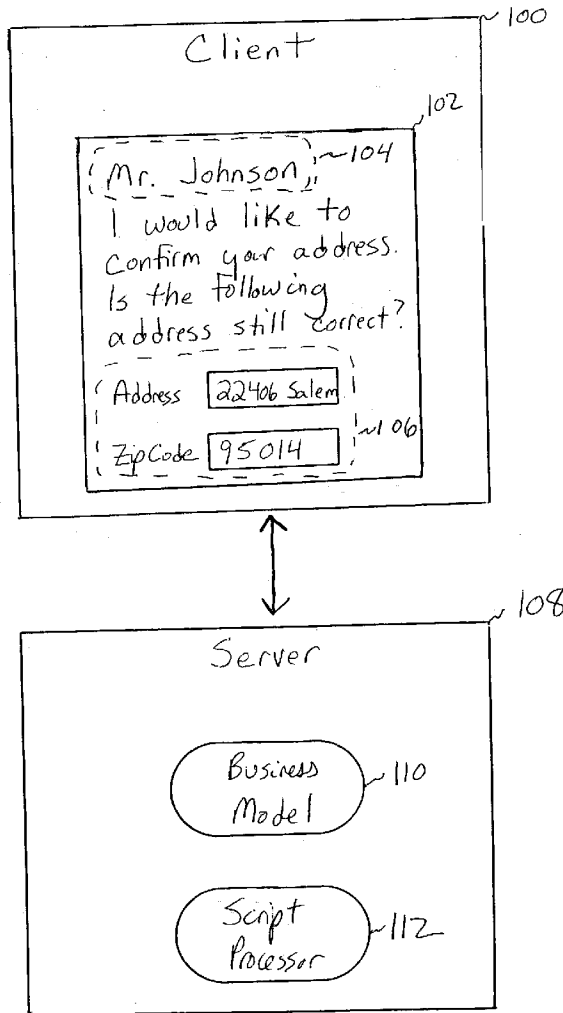 100
Client
102
Mr. Johnson,
104
I would like to
confirm your address.
Is the following
address still correct?
Address 22406 Salem
ZipCode 95014
106
108
Server
Business
Model
110
Script
Processor
112